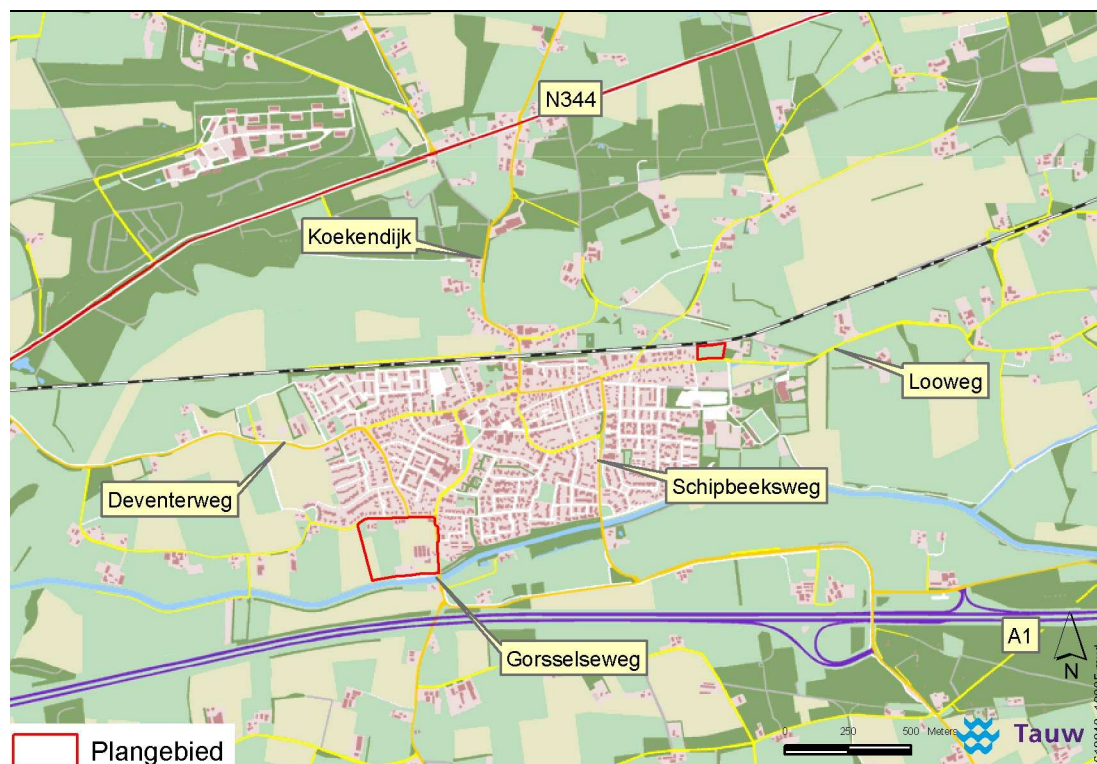 N344
Koekendijk
Looweg
Deventerweg
Schipbeeksweg
Gorsselseweg
A1
N
0 250 500 Meters
Tauw
Plangebied